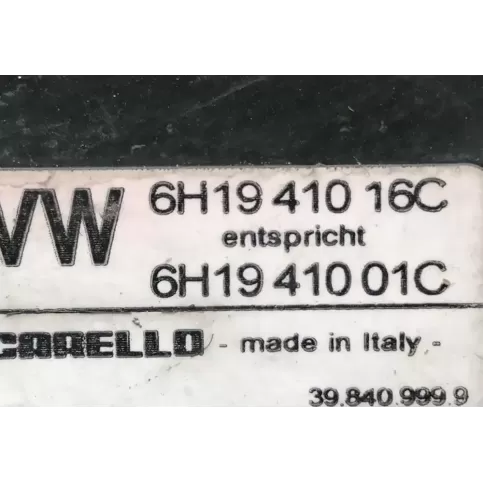 VW 6H19 410 16C
entspricht
6H19 410 01C
CARELLO - made in Italy -
39.840.999.9